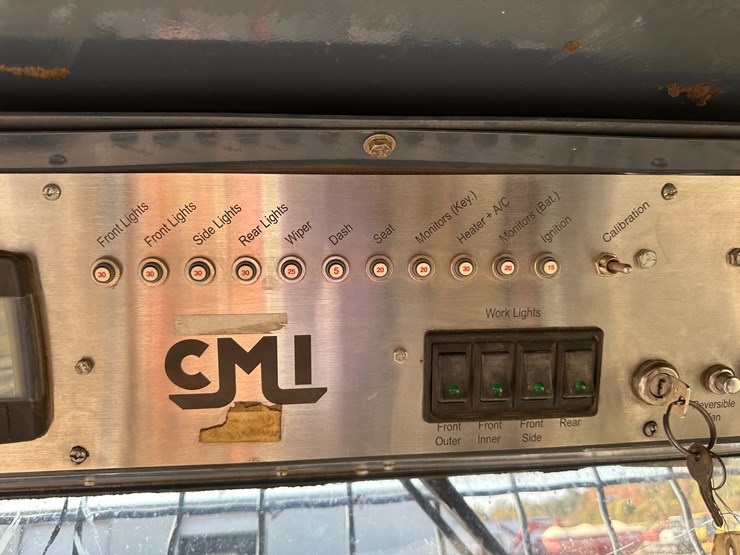 Front Lights
Front Lights
Side Lights
Rear Lights
Wiper
Dash
Seat
Monitors (Key.)
Heater + A/C
Monitors (Bat.)
Ignition
Calibration
30
30
30
30
25
5
20
20
30
20
15
Work Lights
CMI
Front Outer
Front Inner
Front Side
Rear
Reversible
Fan